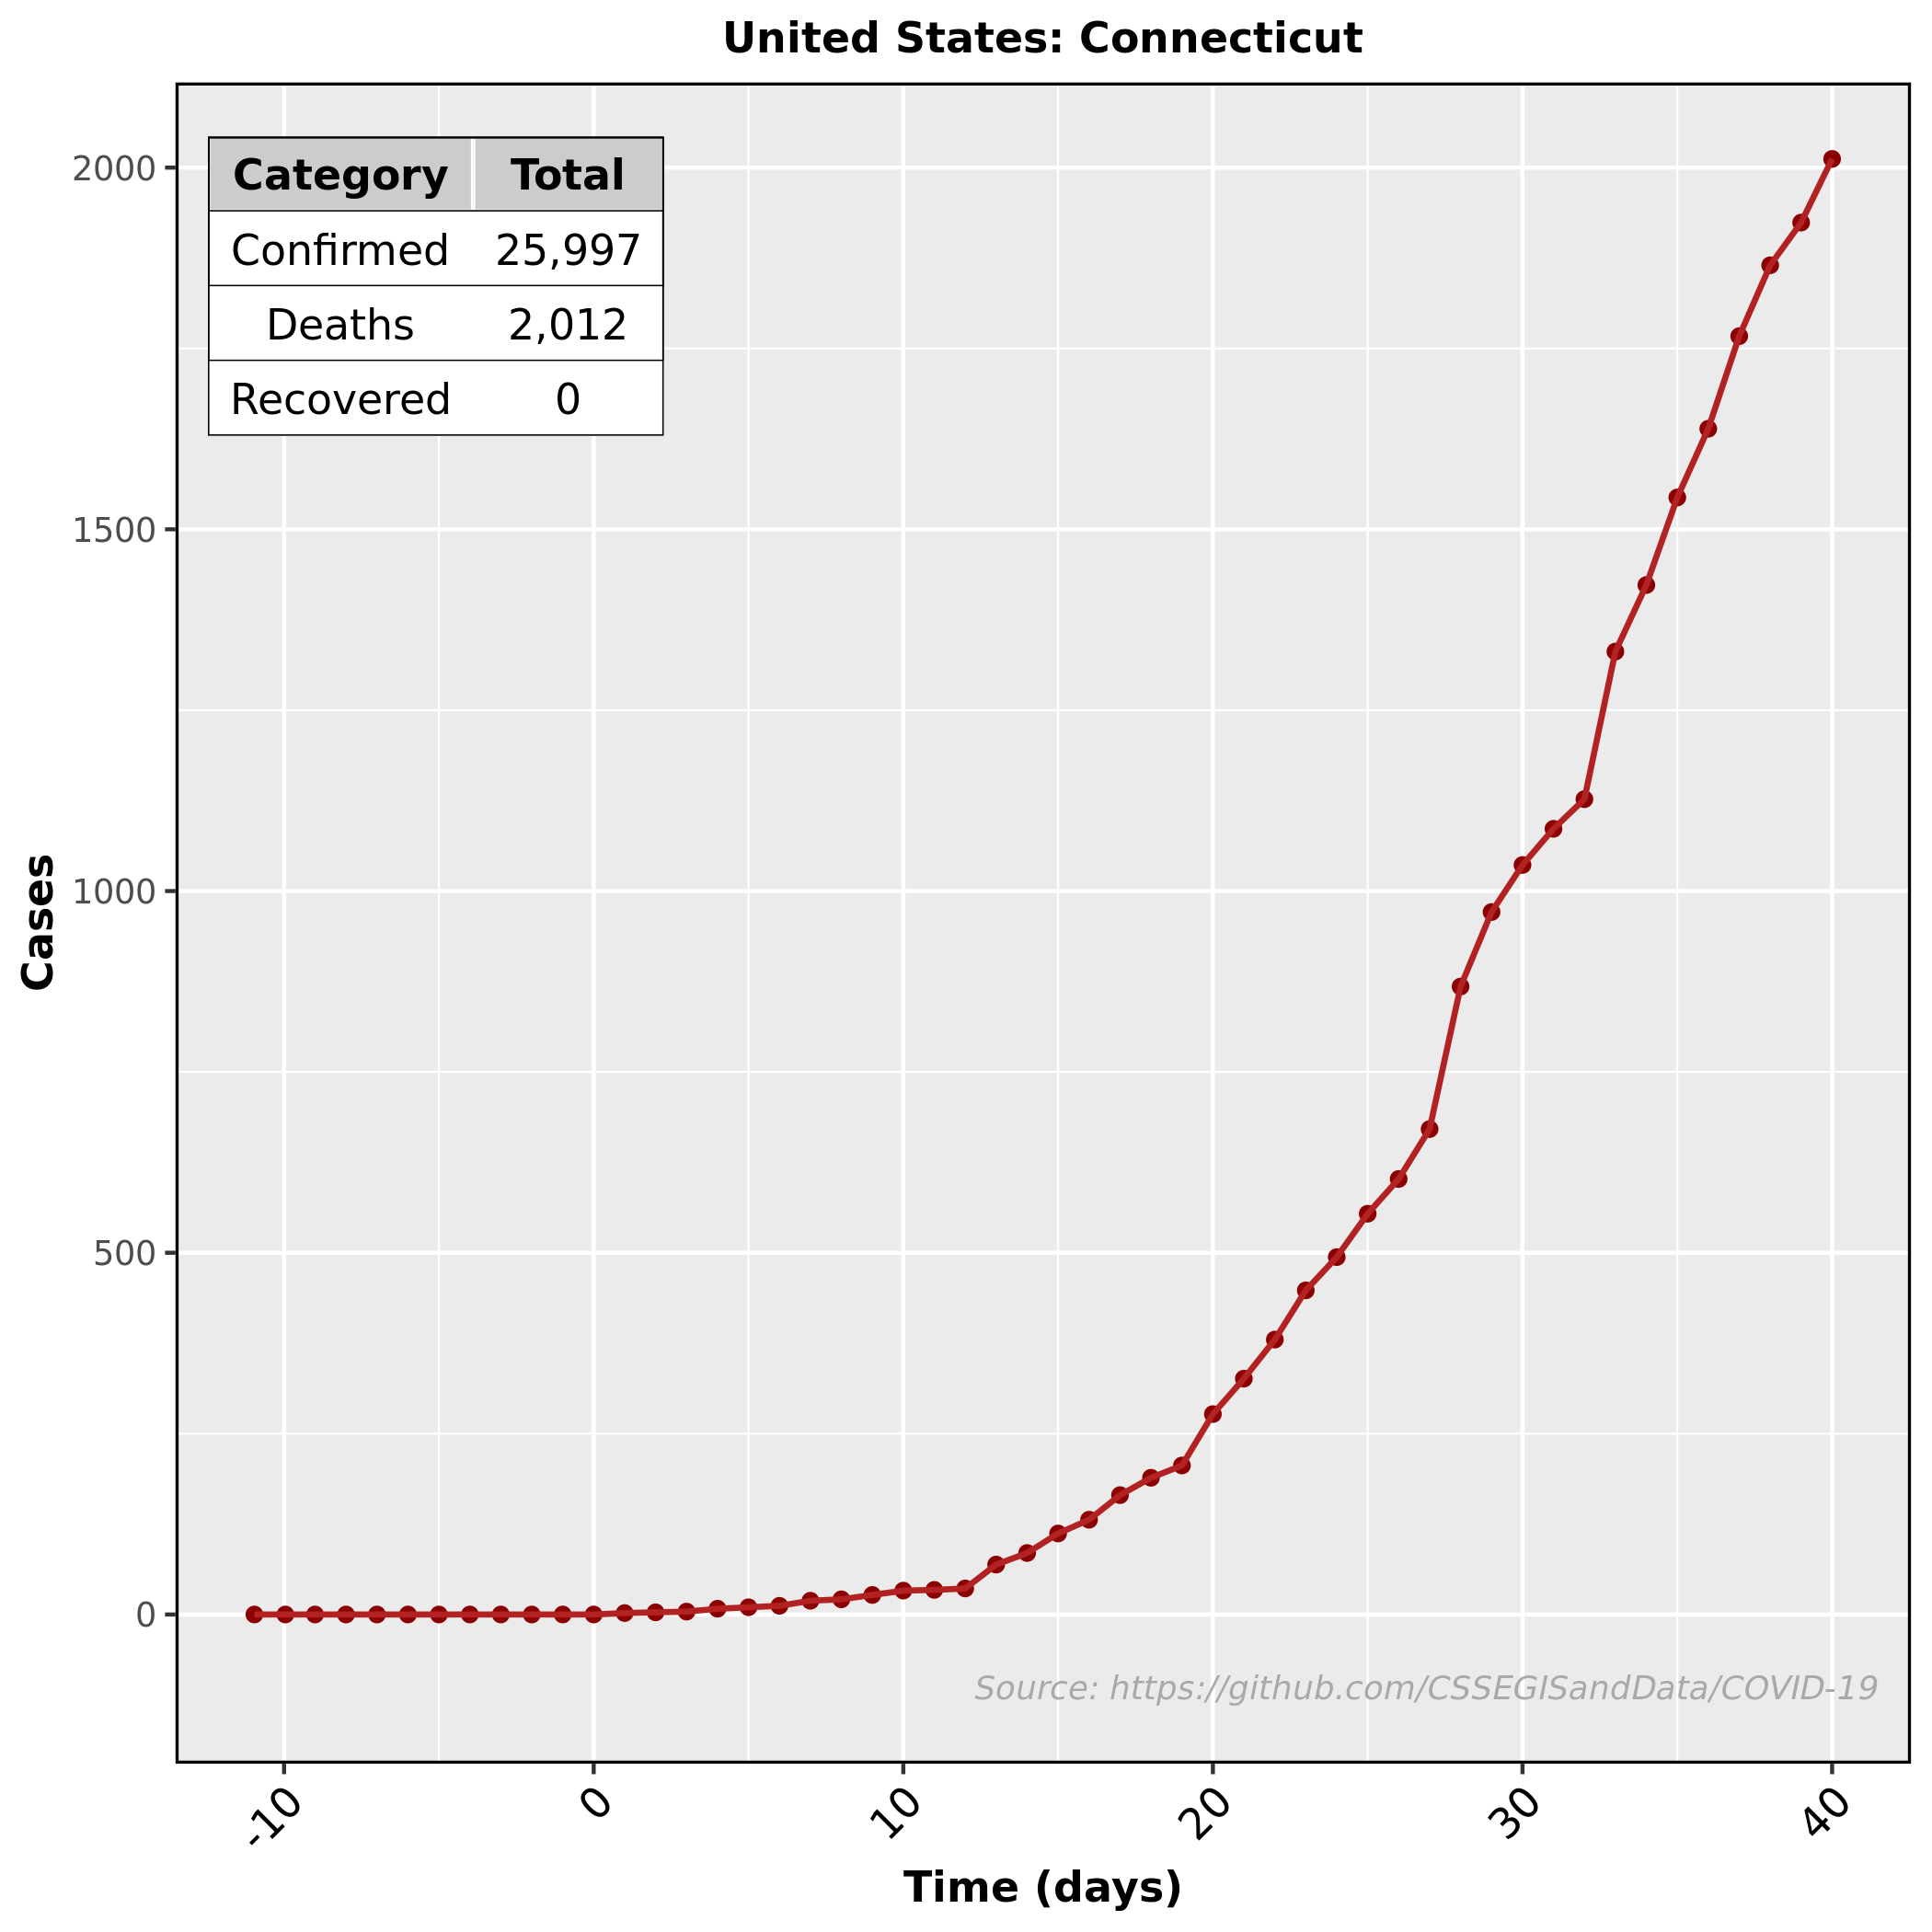 United States: Connecticut
Category Total
Confirmed 25,997
Deaths 2,012
Recovered 0
2000
1500
1000
500
0
Cases
Source: https://github.com/CSSEGISandData/COVID-19
-10 0 10 20 30 40
Time (days)